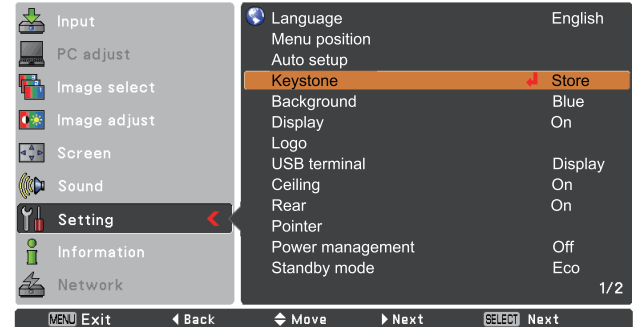 Input
PC adjust
Image select
Image adjust
Screen
Sound
Setting
Information
Network
Language English
Menu position
Auto setup
Keystone Store
Background Blue
Display On
Logo
USB terminal Display
Ceiling On
Rear On
Pointer
Power management Off
Standby mode Eco
1/2
MENU Exit Back Move Next SELECT Next